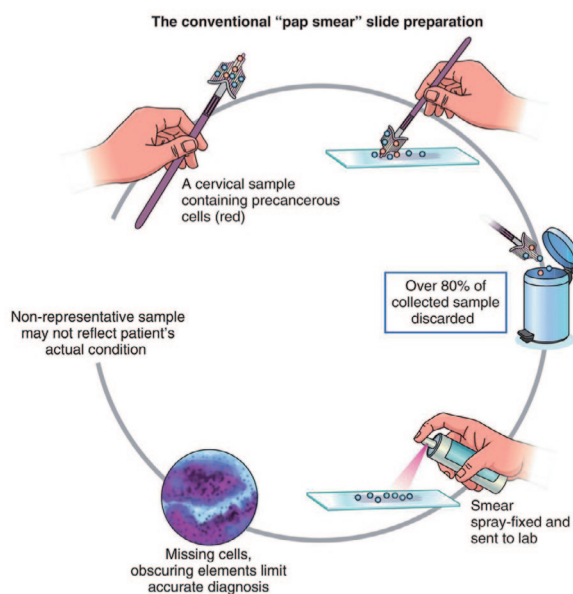 The conventional “pap smear” slide preparation
A cervical sample
containing precancerous
cells (red)
Over 80% of
collected sample
discarded
Smear
spray-fixed and
sent to lab
Missing cells,
obscuring elements limit
accurate diagnosis
Non-representative sample
may not reflect patient’s
actual condition